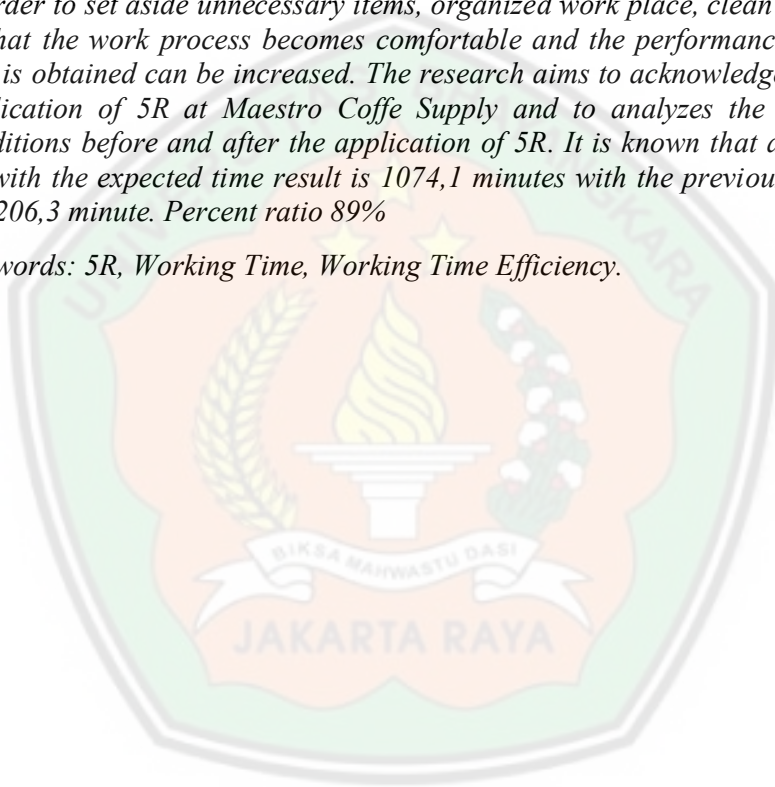 rder to set aside unnecessary items, organized work place, clean
hat the work process becomes comfortable and the performanc
is obtained can be increased. The research aims to acknowledg
lication of 5R at Maestro Coffe Supply and to analyzes the
ditions before and after the application of 5R. It is known that a
with the expected time result is 1074,1 minutes with the previou
206,3 minute. Percent ratio 89%
words: 5R, Working Time, Working Time Efficiency.
BIKSA MAHWASTU DASI
JAKARTA RAYA